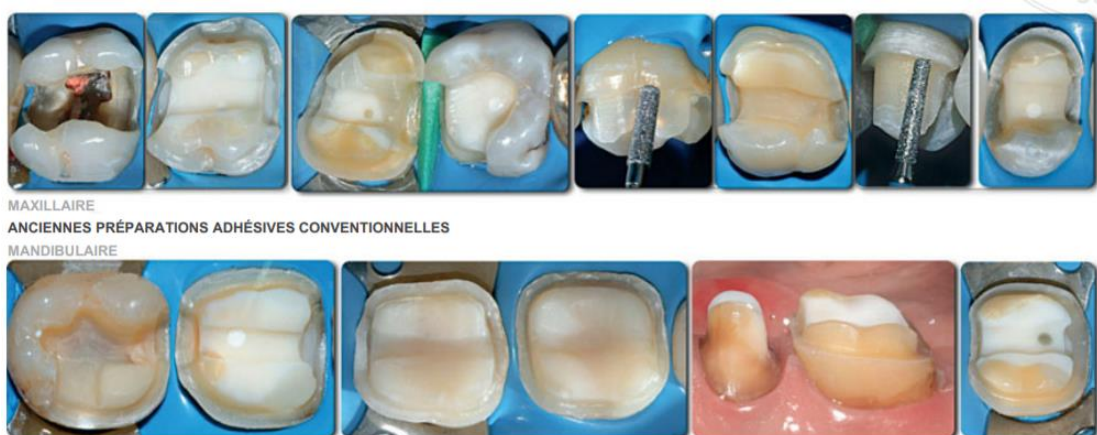 MAXILLAIRE
ANCIENNES PRÉPARATIONS ADHÉSIVES CONVENTIONNELLES
MANDIBULAIRE